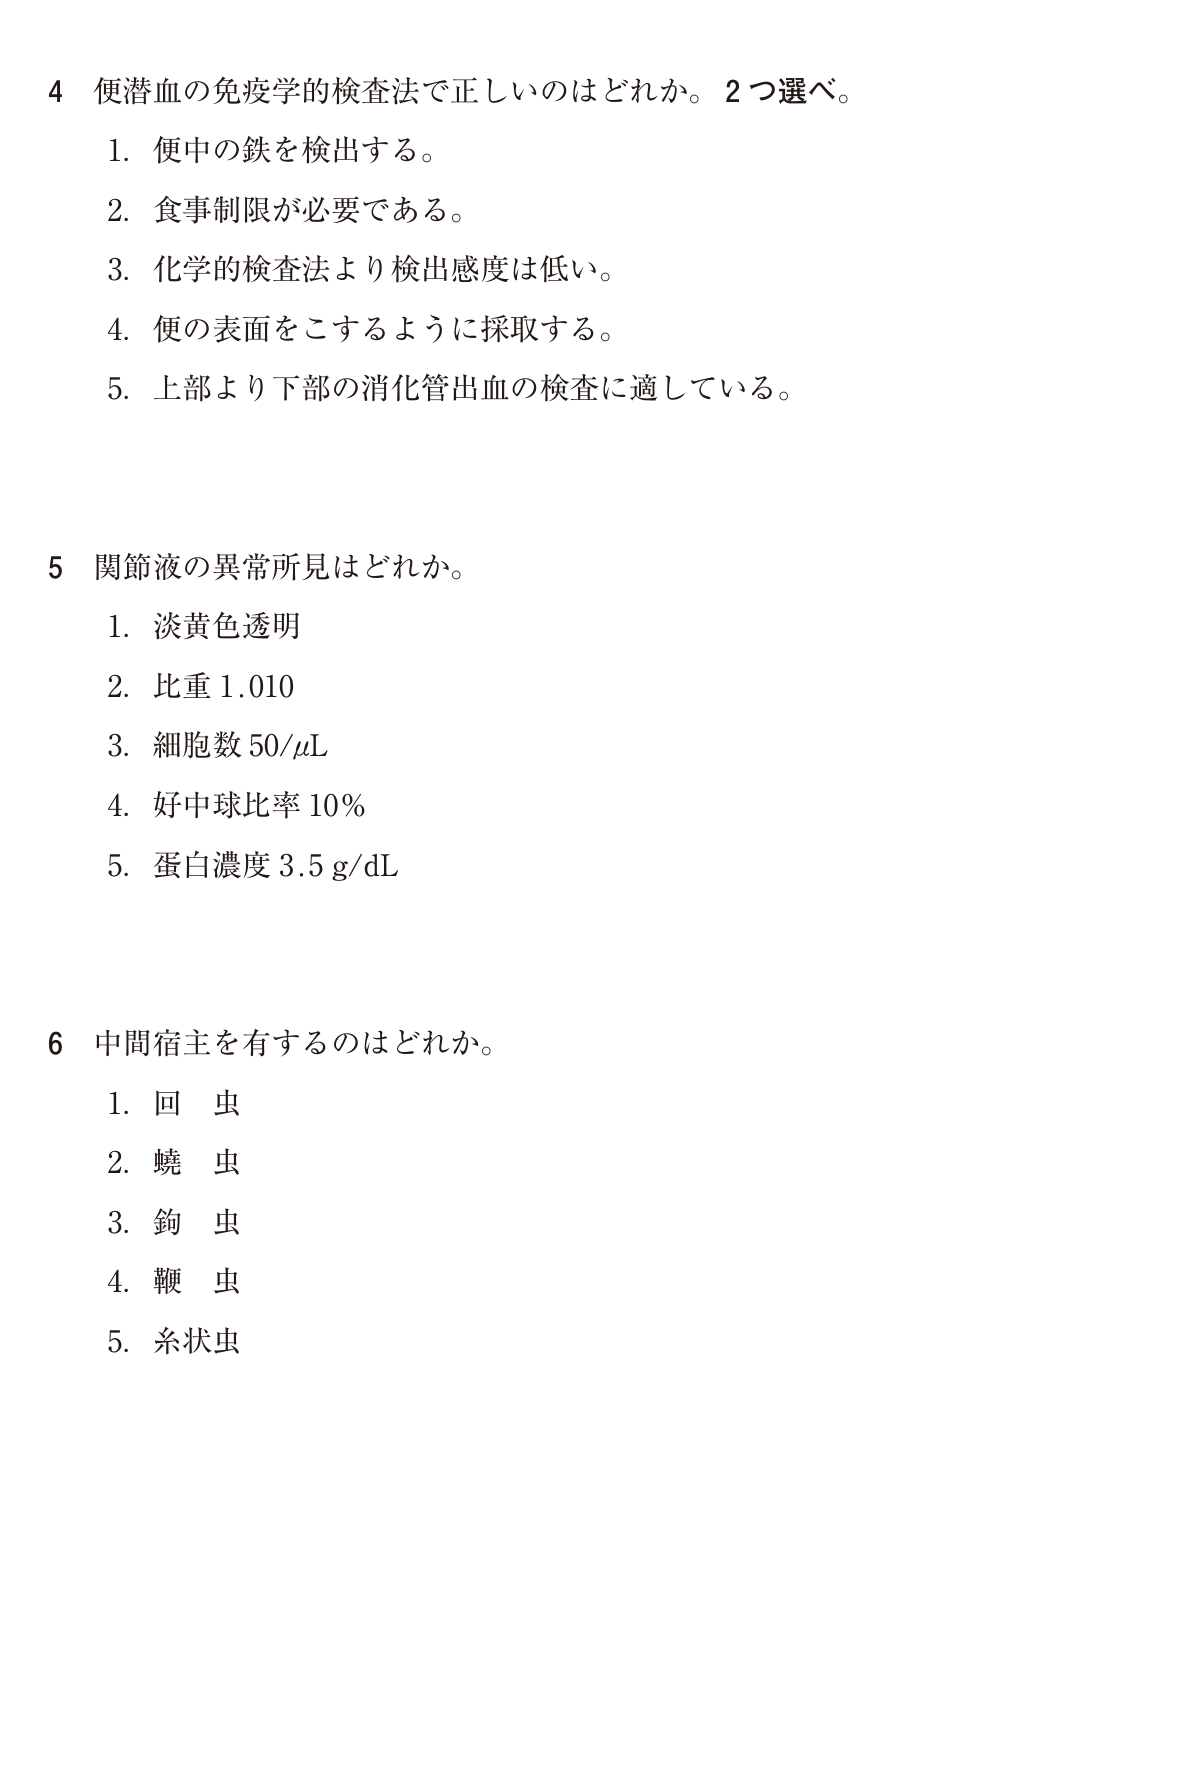 4 便潜血の免疫学的検査法で正しいのはどれか。2つ選べ。
1. 便中の鉄を検出する。
2. 食事制限が必要である。
3. 化学的検査法より検出感度は低い。
4. 便の表面をこするように採取する。
5. 上部より下部の消化管出血の検査に適している。
5 関節液の異常所見はどれか。
1. 淡黄色透明
2. 比重 1.010
3. 細胞数 50/μL
4. 好中球比率 10%
5. 蛋白濃度 3.5 g/dL
6 中間宿主を有するのはどれか。
1. 回 虫
2. 蟯 虫
3. 鉤 虫
4. 鞭 虫
5. 糸状虫